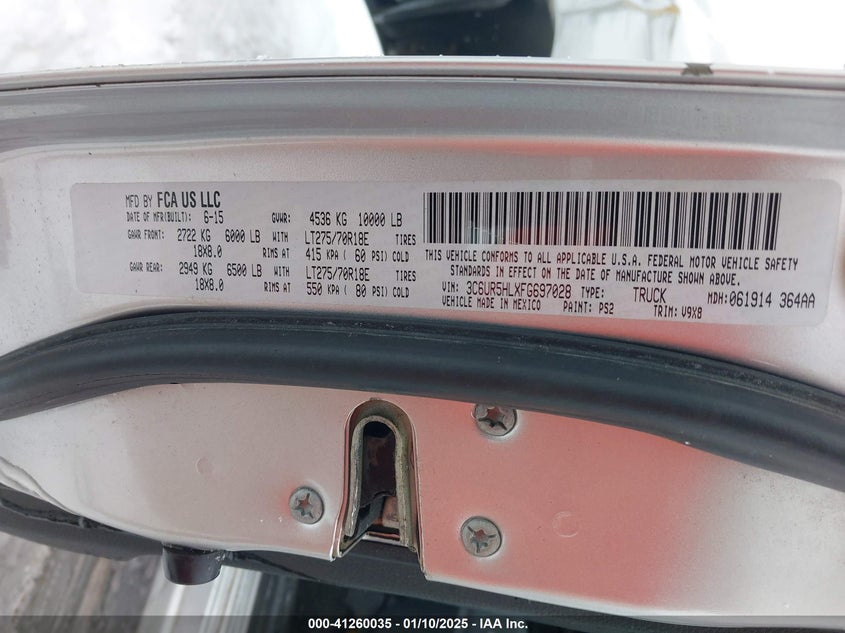 MFD BY FCA US LLC
DATE OF MFR(BUILT): 6-15 GVWR: 4536 KG 10000 LB
GAWR FRONT: 2722 KG 6000 LB WITH LT275/70R18E TIRES
18X8.0 RIMS AT 415 KPA ( 60 PSI) COLD
GAWR REAR: 2949 KG 6500 LB WITH LT275/70R18E TIRES
18X8.0 RIMS AT 550 KPA ( 80 PSI) COLD
THIS VEHICLE CONFORMS TO ALL APPLICABLE U.S.A. FEDERAL MOTOR VEHICLE SAFETY
STANDARDS IN EFFECT ON THE DATE OF MANUFACTURE SHOWN ABOVE.
VIN: 3C6UR5HLXFG697028 TYPE: TRUCK MDH: 061914 364AA
VEHICLE MADE IN MEXICO PAINT: PS2 TRIM: V9X8
000-41260035 - 01/10/2025 - © IAA Inc.